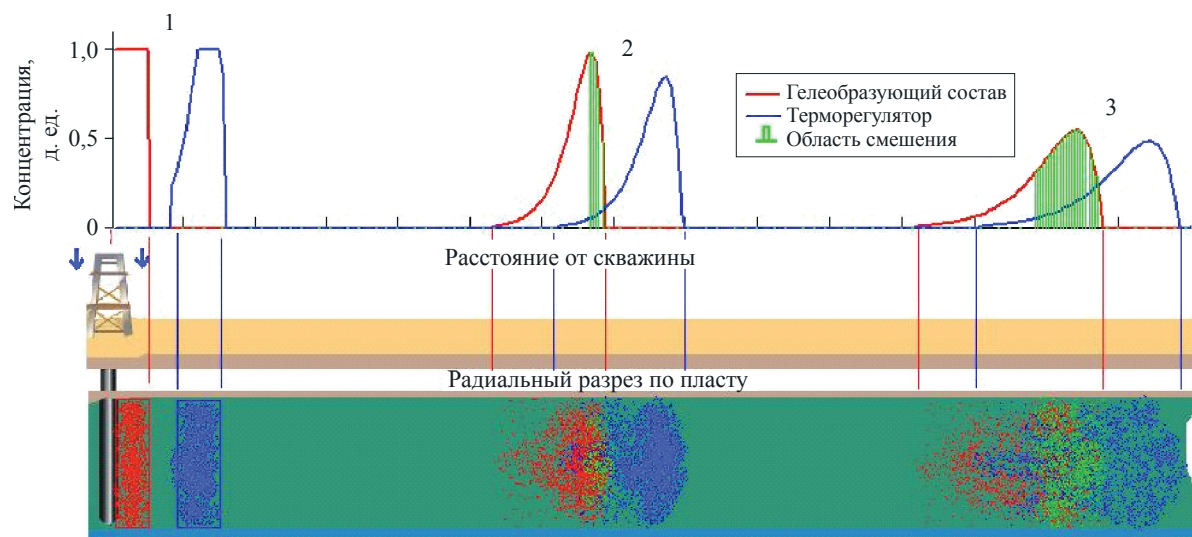 1
2
3
Концентрация,
д. ед.
1,0
0,5
0
Гелеобразующий состав
Терморегулятор
Область смешения
Расстояние от скважины
Радиальный разрез по пласту